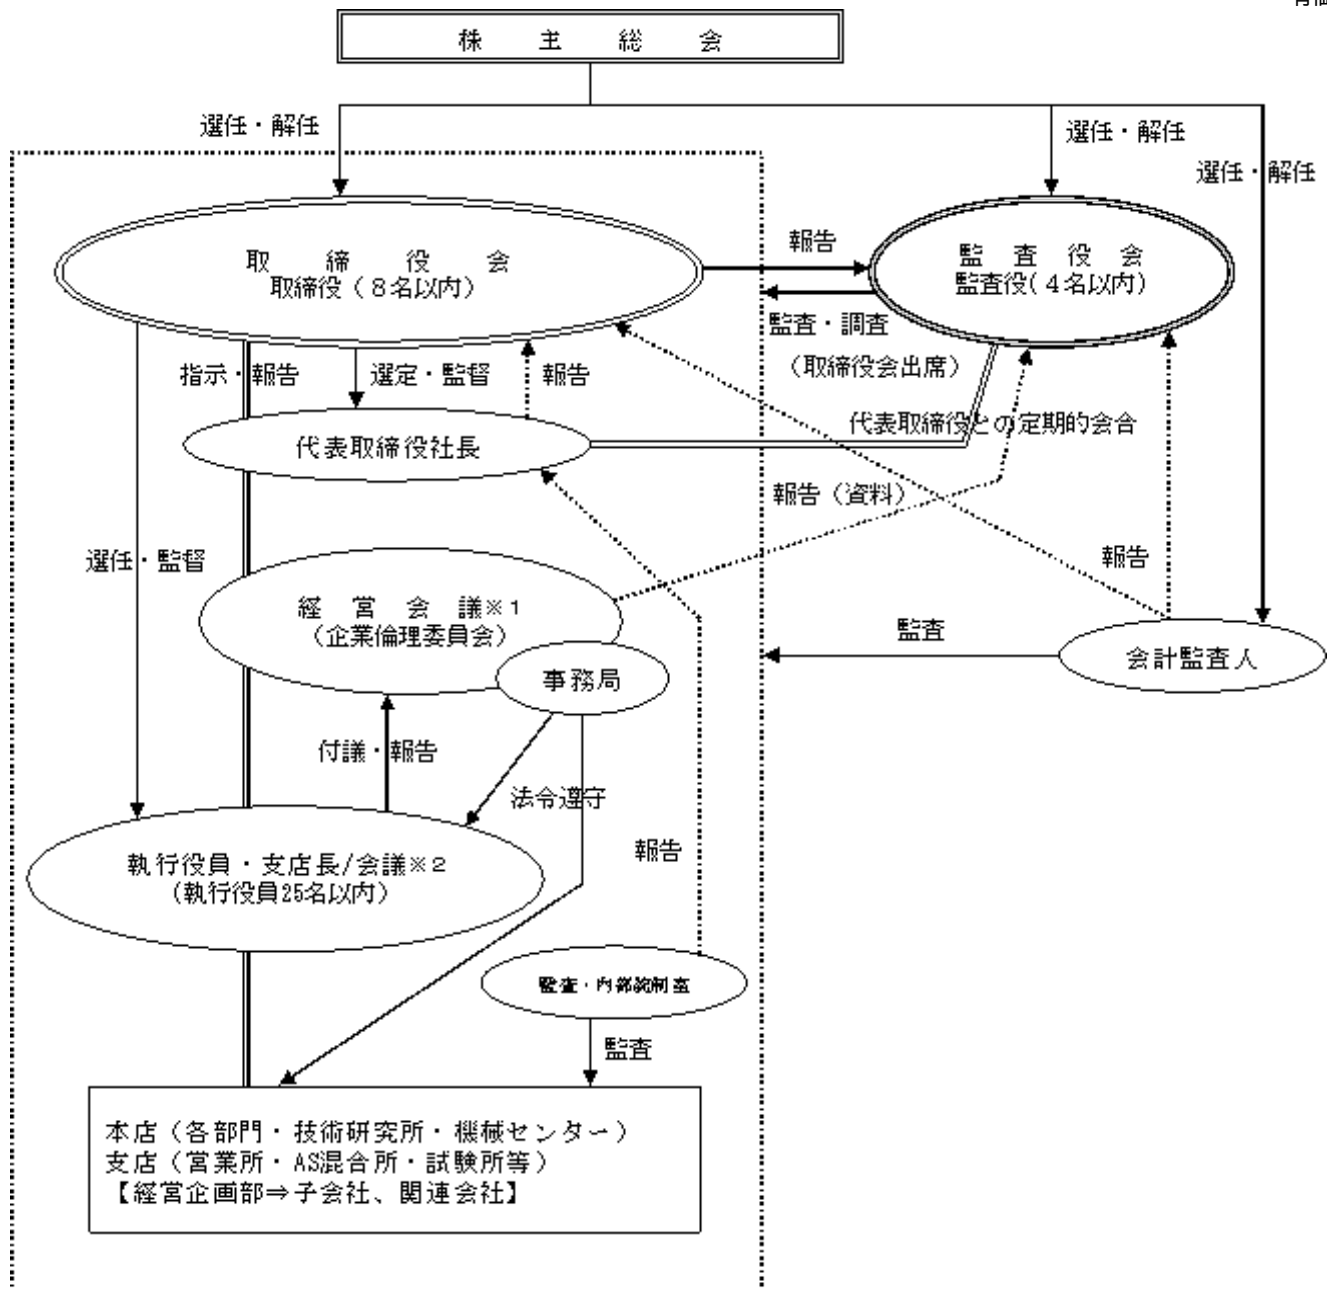 株主総会
選任・解任
選任・解任
選任・解任
取締役会
取締役（8名以内）
報告
監査役会
監査役(4名以内)
監査・調査
（取締役会出席）
指示・報告
選定・監督
報告
代表取締役社長
代表取締役との定期的会合
報告（資料）
選任・監督
経営会議※1
（企業倫理委員会）
事務局
報告
監査
会計監査人
付議・報告
法令遵守
執行役員・支店長/会議※2
（執行役員25名以内）
報告
監査・内部統制室
監査
本店（各部門・技術研究所・機械センター）
支店（営業所・AS混合所・試験所等）
【経営企画部⇒子会社、関連会社】